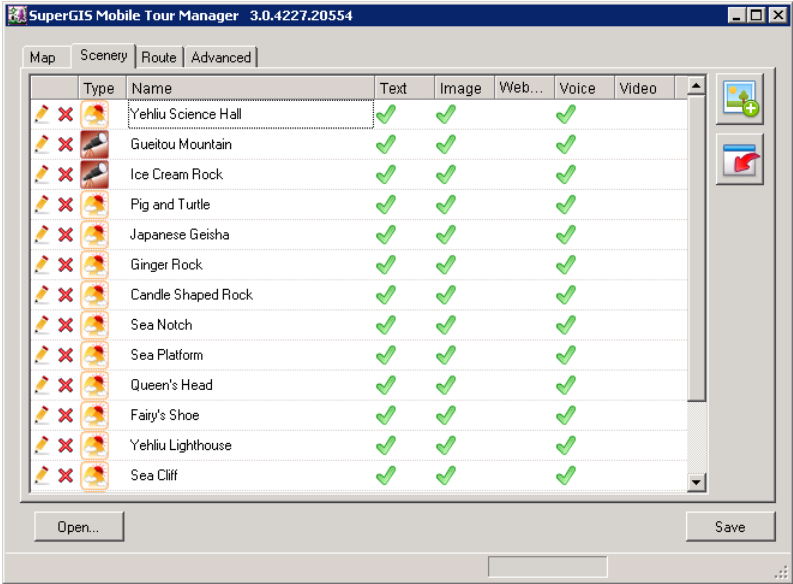 SuperGIS Mobile Tour Manager 3.0.4227.20554
Map Scenery Route Advanced
Type Name Text Image Web... Voice Video
Yehliu Science Hall
Gueitou Mountain
Ice Cream Rock
Pig and Turtle
Japanese Geisha
Ginger Rock
Candle Shaped Rock
Sea Notch
Sea Platform
Queen's Head
Fairy's Shoe
Yehliu Lighthouse
Sea Cliff
Open... Save